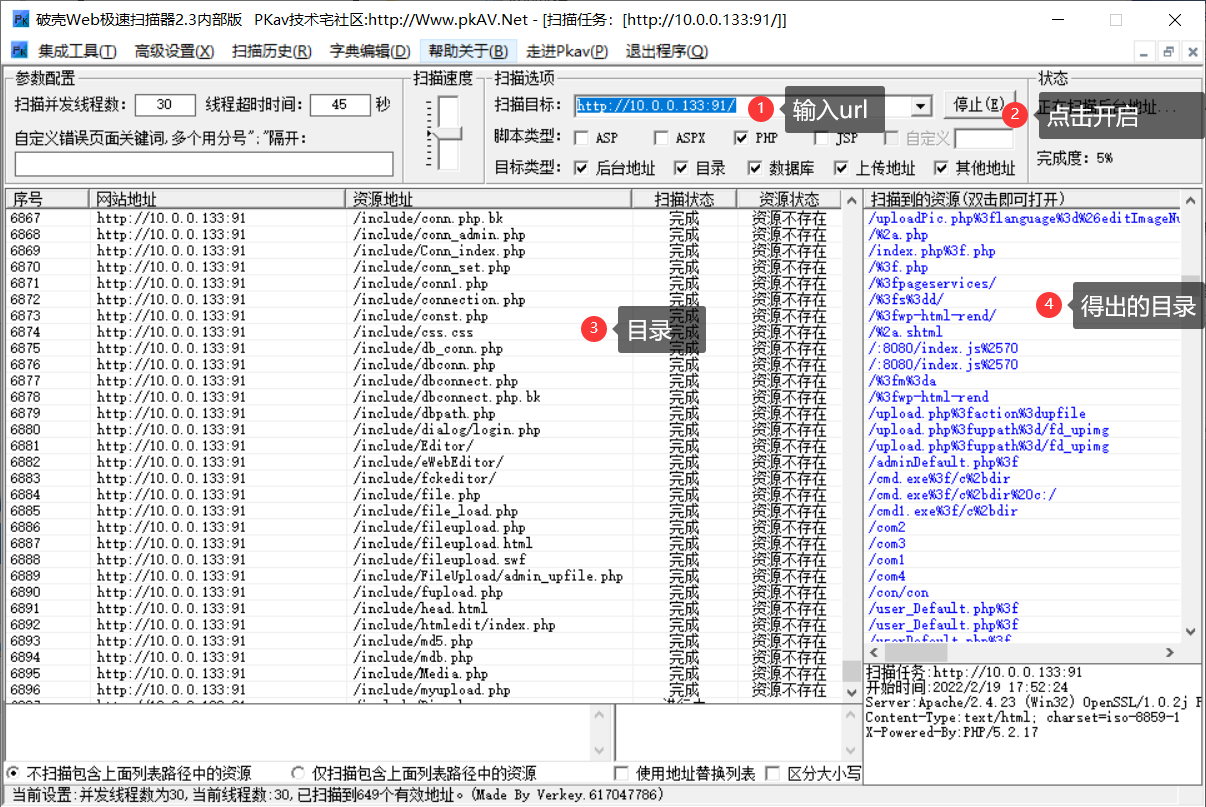 破壳Web极速扫描器2.3内部版 PKav技术宅社区:http://Www.pkAV.Net - [扫描任务: [http://10.0.0.133:91/]]
集成工具(T) 高级设置(X) 扫描历史(R) 字典编辑(D) 帮助关于(B) 走进Pkav(P) 退出程序(Q)
参数配置 扫描速度 扫描选项 状态
扫描并发线程数: 30 线程超时时间: 45 秒 扫描目标: http://10.0.0.133:91/ 1 输入url 停止(E) 2 点击开启
自定义错误页面关键词,多个用分号";"隔开: 脚本类型: ASP ASPX PHP JSP 自定义
目标类型: 后台地址 目录 数据库 上传地址 其他地址 完成度: 5%
序号 网站地址 资源地址 扫描状态 资源状态
6867 http://10.0.0.133:91 /include/conn.php.bk 完成 资源不存在
6868 http://10.0.0.133:91 /include/conn_admin.php 完成 资源不存在
6869 http://10.0.0.133:91 /include/Conn_index.php 完成 资源不存在
6870 http://10.0.0.133:91 /include/conn_set.php 完成 资源不存在
6871 http://10.0.0.133:91 /include/conn1.php 完成 资源不存在
6872 http://10.0.0.133:91 /include/connection.php 完成 资源不存在
6873 http://10.0.0.133:91 /include/const.php 完成 资源不存在
6874 http://10.0.0.133:91 /include/css.css 完成 资源不存在
3 目录
6875 http://10.0.0.133:91 /include/db_conn.php 完成 资源不存在
6876 http://10.0.0.133:91 /include/dbconn.php 完成 资源不存在
6877 http://10.0.0.133:91 /include/dbconnect.php 完成 资源不存在
6878 http://10.0.0.133:91 /include/dbconnect.php.bk 完成 资源不存在
6879 http://10.0.0.133:91 /include/dbpath.php 完成 资源不存在
6880 http://10.0.0.133:91 /include/dialog/login.php 完成 资源不存在
6881 http://10.0.0.133:91 /include/Editor/ 完成 资源不存在
6882 http://10.0.0.133:91 /include/eWebEditor/ 完成 资源不存在
6883 http://10.0.0.133:91 /include/fckeditor/ 完成 资源不存在
6884 http://10.0.0.133:91 /include/file.php 完成 资源不存在
6885 http://10.0.0.133:91 /include/file_load.php 完成 资源不存在
6886 http://10.0.0.133:91 /include/fileupload.php 完成 资源不存在
6887 http://10.0.0.133:91 /include/fileupload.html 完成 资源不存在
6888 http://10.0.0.133:91 /include/fileupload.swf 完成 资源不存在
6889 http://10.0.0.133:91 /include/FileUpload/admin_upfile.php 完成 资源不存在
6890 http://10.0.0.133:91 /include/fupload.php 完成 资源不存在
6891 http://10.0.0.133:91 /include/head.html 完成 资源不存在
6892 http://10.0.0.133:91 /include/htmledit/index.php 完成 资源不存在
6893 http://10.0.0.133:91 /include/md5.php 完成 资源不存在
6894 http://10.0.0.133:91 /include/mdb.php 完成 资源不存在
6895 http://10.0.0.133:91 /include/Media.php 完成 资源不存在
6896 http://10.0.0.133:91 /include/myupload.php 完成 资源不存在
扫描到的资源(双击即可打开)
/uploadPic.php%3flanguage%3d%26editImageNu
/%2a.php
/index.php%3f.php
/%3f.php
/%3fpageservices/
/%3fs%3dd/
/%3fwp-html-rend/
4 得出的目录
/%2a.shtml
/:8080/index.js%2570
/:8080/index.js%2570
/%3fm%3da
/%3fwp-html-rend
/upload.php%3faction%3dupfile
/upload.php%3fuppath%3d/fd_upimg
/upload.php%3fuppath%3d/fd_upimg
/adminDefault.php%3f
/cmd.exe%3f/c%2bdir
/cmd.exe%3f/c%2bdir%20c:/
/cmd1.exe%3f/c%2bdir
/com2
/com3
/com1
/com4
/con/con
/user_Default.php%3f
/user_Default.php%3f
/userDefault.php%3f
扫描任务:http://10.0.0.133:91
开始时间:2022/2/19 17:52:24
Server:Apache/2.4.23 (Win32) OpenSSL/1.0.2j P
Content-Type:text/html; charset=iso-8859-1
X-Powered-By:PHP/5.2.17
不扫描包含上面列表路径中的资源 仅扫描包含上面列表路径中的资源 使用地址替换列表 区分大小写
当前设置:并发线程数为30,当前线程数:30,已扫描到649个有效地址。(Made By Verkey.617047786)